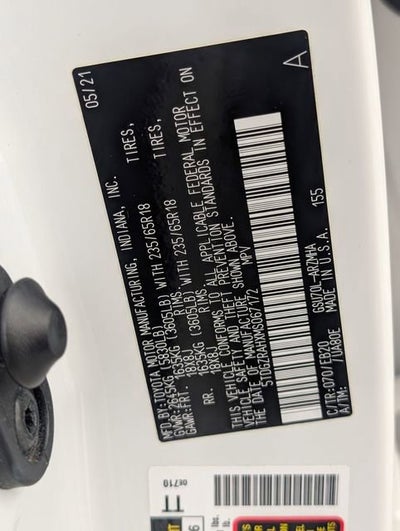 MFD.BY:TOYOTA MOTOR MANUFACTURING, INDIANA, INC. 05/21
GVWR:2645KG (5830LB)
GAWR:FRT. 1635KG (3605LB) WITH 235/65R18 TIRES,
18X8J RIMS
RR. 1635KG (3605LB) WITH 235/65R18 TIRES,
18X8J RIMS
THIS VEHICLE CONFORMS TO ALL APPLICABLE FEDERAL MOTOR
VEHICLE SAFETY AND THEFT PREVENTION STANDARDS IN EFFECT ON
THE DATE OF MANUFACTURE SHOWN ABOVE.
MPV
C/TR:070/EB20 GSU70L-ARZMHA 155
A/TM: /UA80E MADE IN U.S.A. A
0E710